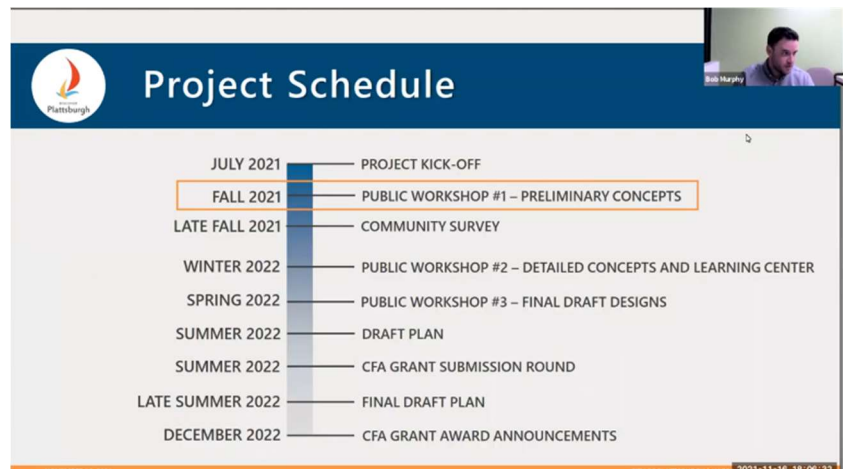 Project Schedule
Plattsburgh
Bob Murphy
JULY 2021 PROJECT KICK-OFF
FALL 2021 PUBLIC WORKSHOP #1 – PRELIMINARY CONCEPTS
LATE FALL 2021 COMMUNITY SURVEY
WINTER 2022 PUBLIC WORKSHOP #2 – DETAILED CONCEPTS AND LEARNING CENTER
SPRING 2022 PUBLIC WORKSHOP #3 – FINAL DRAFT DESIGNS
SUMMER 2022 DRAFT PLAN
SUMMER 2022 CFA GRANT SUBMISSION ROUND
LATE SUMMER 2022 FINAL DRAFT PLAN
DECEMBER 2022 CFA GRANT AWARD ANNOUNCEMENTS